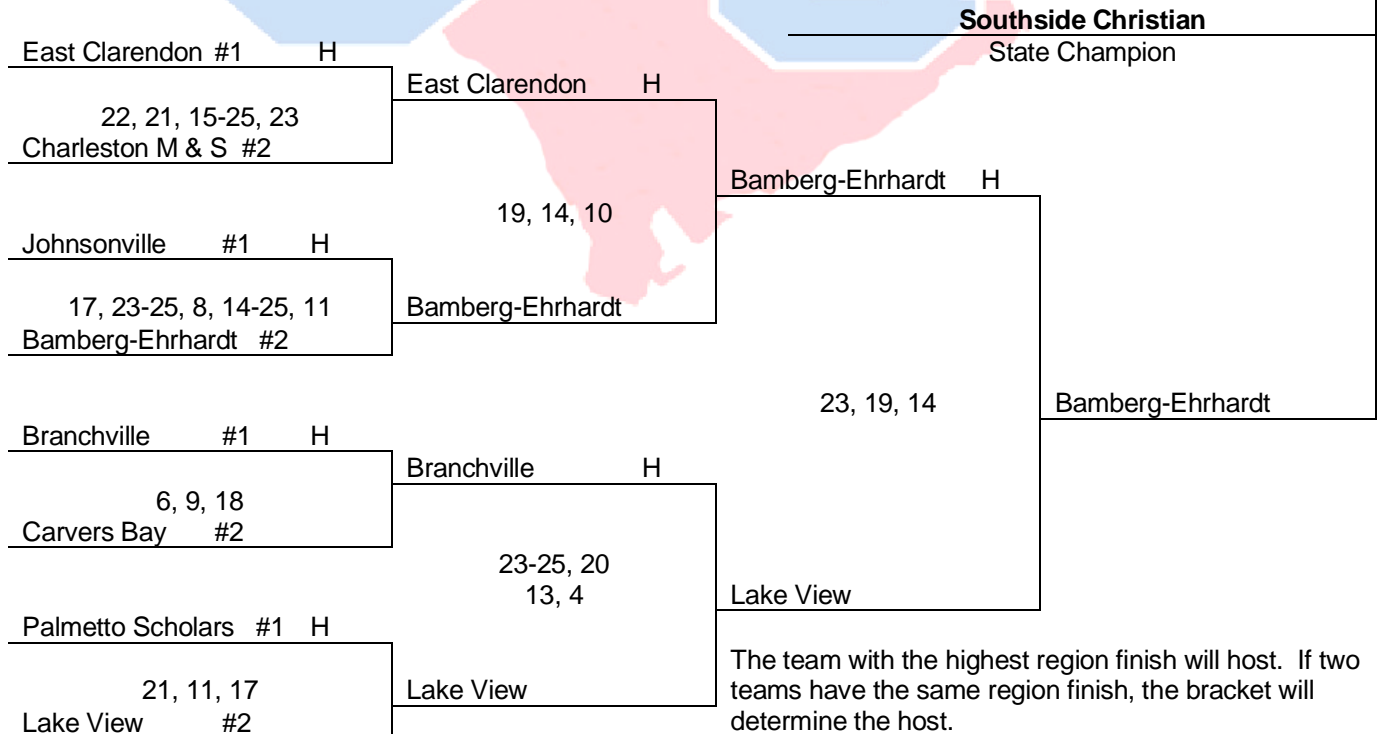 Southside Christian
State Champion
East Clarendon #1 H
22, 21, 15-25, 23
Charleston M & S #2
East Clarendon H
19, 14, 10
Johnsonville #1 H
17, 23-25, 8, 14-25, 11
Bamberg-Ehrhardt #2
Bamberg-Ehrhardt
Bamberg-Ehrhardt H
23, 19, 14
Bamberg-Ehrhardt
Branchville #1 H
6, 9, 18
Carvers Bay #2
Branchville H
23-25, 20
13, 4
Palmetto Scholars #1 H
21, 11, 17
Lake View #2
Lake View
Lake View
The team with the highest region finish will host. If two
teams have the same region finish, the bracket will
determine the host.